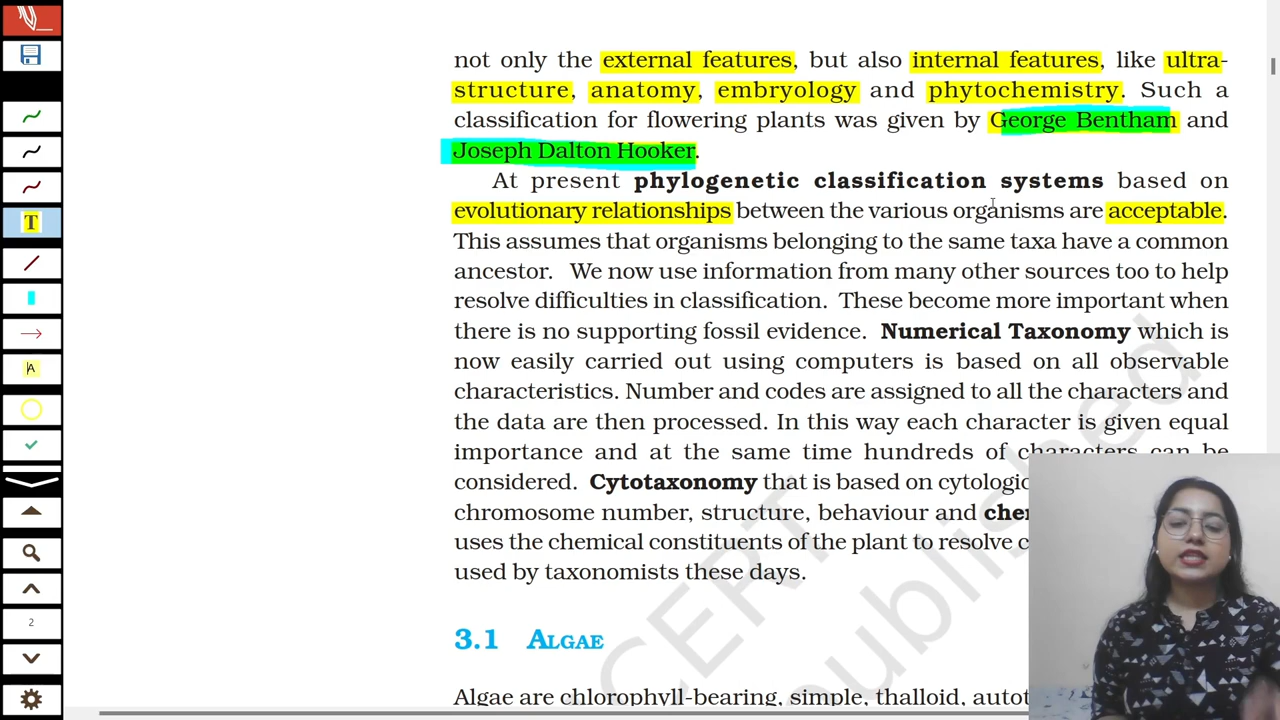 not only the external features, but also internal features, like ultra-
structure, anatomy, embryology and phytochemistry. Such a
classification for flowering plants was given by George Bentham and
Joseph Dalton Hooker.
At present phylogenetic classification systems based on
evolutionary relationships between the various organisms are acceptable.
This assumes that organisms belonging to the same taxa have a common
ancestor. We now use information from many other sources too to help
resolve difficulties in classification. These become more important when
there is no supporting fossil evidence. Numerical Taxonomy which is
now easily carried out using computers is based on all observable
characteristics. Number and codes are assigned to all the characters and
the data are then processed. In this way each character is given equal
importance and at the same time hundreds of characters can be
considered. Cytotaxonomy that is based on
chromosome number, structure, behaviour and
uses the chemical constituents of the plant to resolve
used by taxonomists these days.
3.1 ALGAE
Algae are chlorophyll-bearing, simple, thalloid,
T
A
2